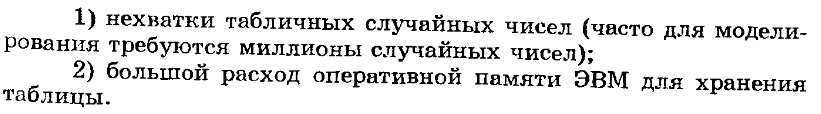 1) нехватки табличных случайных чисел (часто для модели-
рования требуются миллионы случайных чисел);
2) большой расход оперативной памяти ЭВМ для хранения
таблицы.